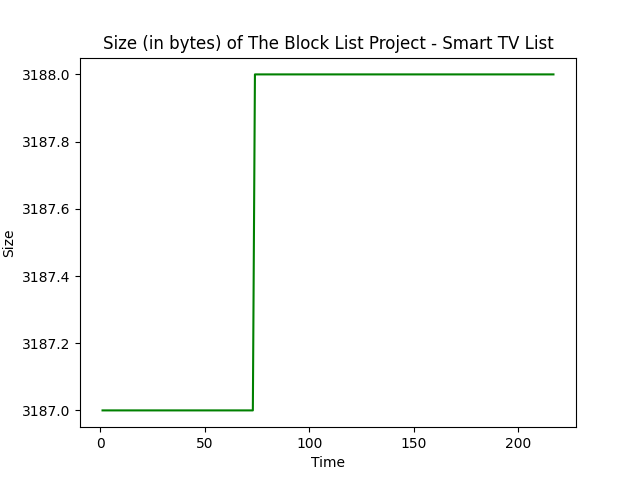 Size (in bytes) of The Block List Project - Smart TV List
3188.0
3187.8
3187.6
3187.4
3187.2
3187.0
Size
0 50 100 150 200
Time